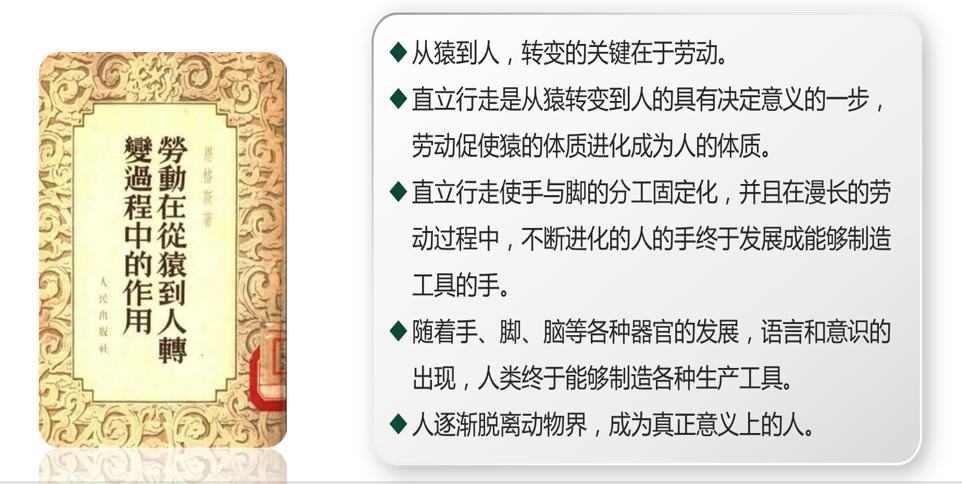 恩格斯著
勞動在從猿到人轉
變過程中的作用
人民出版社
◆从猿到人，转变的关键在于劳动。
◆直立行走是从猿转变到人的具有决定意义的一步，
劳动促使猿的体质进化成为人的体质。
◆直立行走使手与脚的分工固定化，并且在漫长的劳
动过程中，不断进化的人的手终于发展成能够制造
工具的手。
◆随着手、脚、脑等各种器官的发展，语言和意识的
出现，人类终于能够制造各种生产工具。
◆人逐渐脱离动物界，成为真正意义上的人。